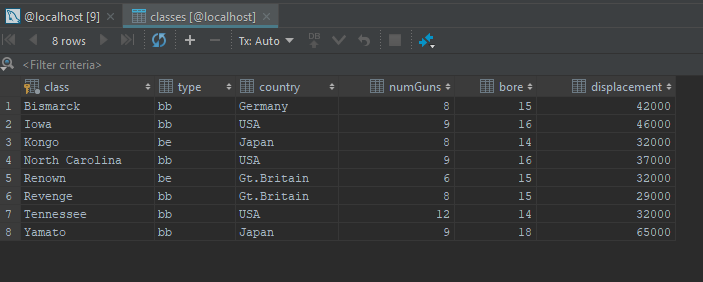 @localhost [9] classes [@localhost]
8 rows Tx: Auto DB
<Filter criteria>
class type country numGuns bore displacement
1 Bismarck bb Germany 8 15 42000
2 Iowa bb USA 9 16 46000
3 Kongo be Japan 8 14 32000
4 North Carolina bb USA 9 16 37000
5 Renown be Gt.Britain 6 15 32000
6 Revenge bb Gt.Britain 8 15 29000
7 Tennessee bb USA 12 14 32000
8 Yamato bb Japan 9 18 65000